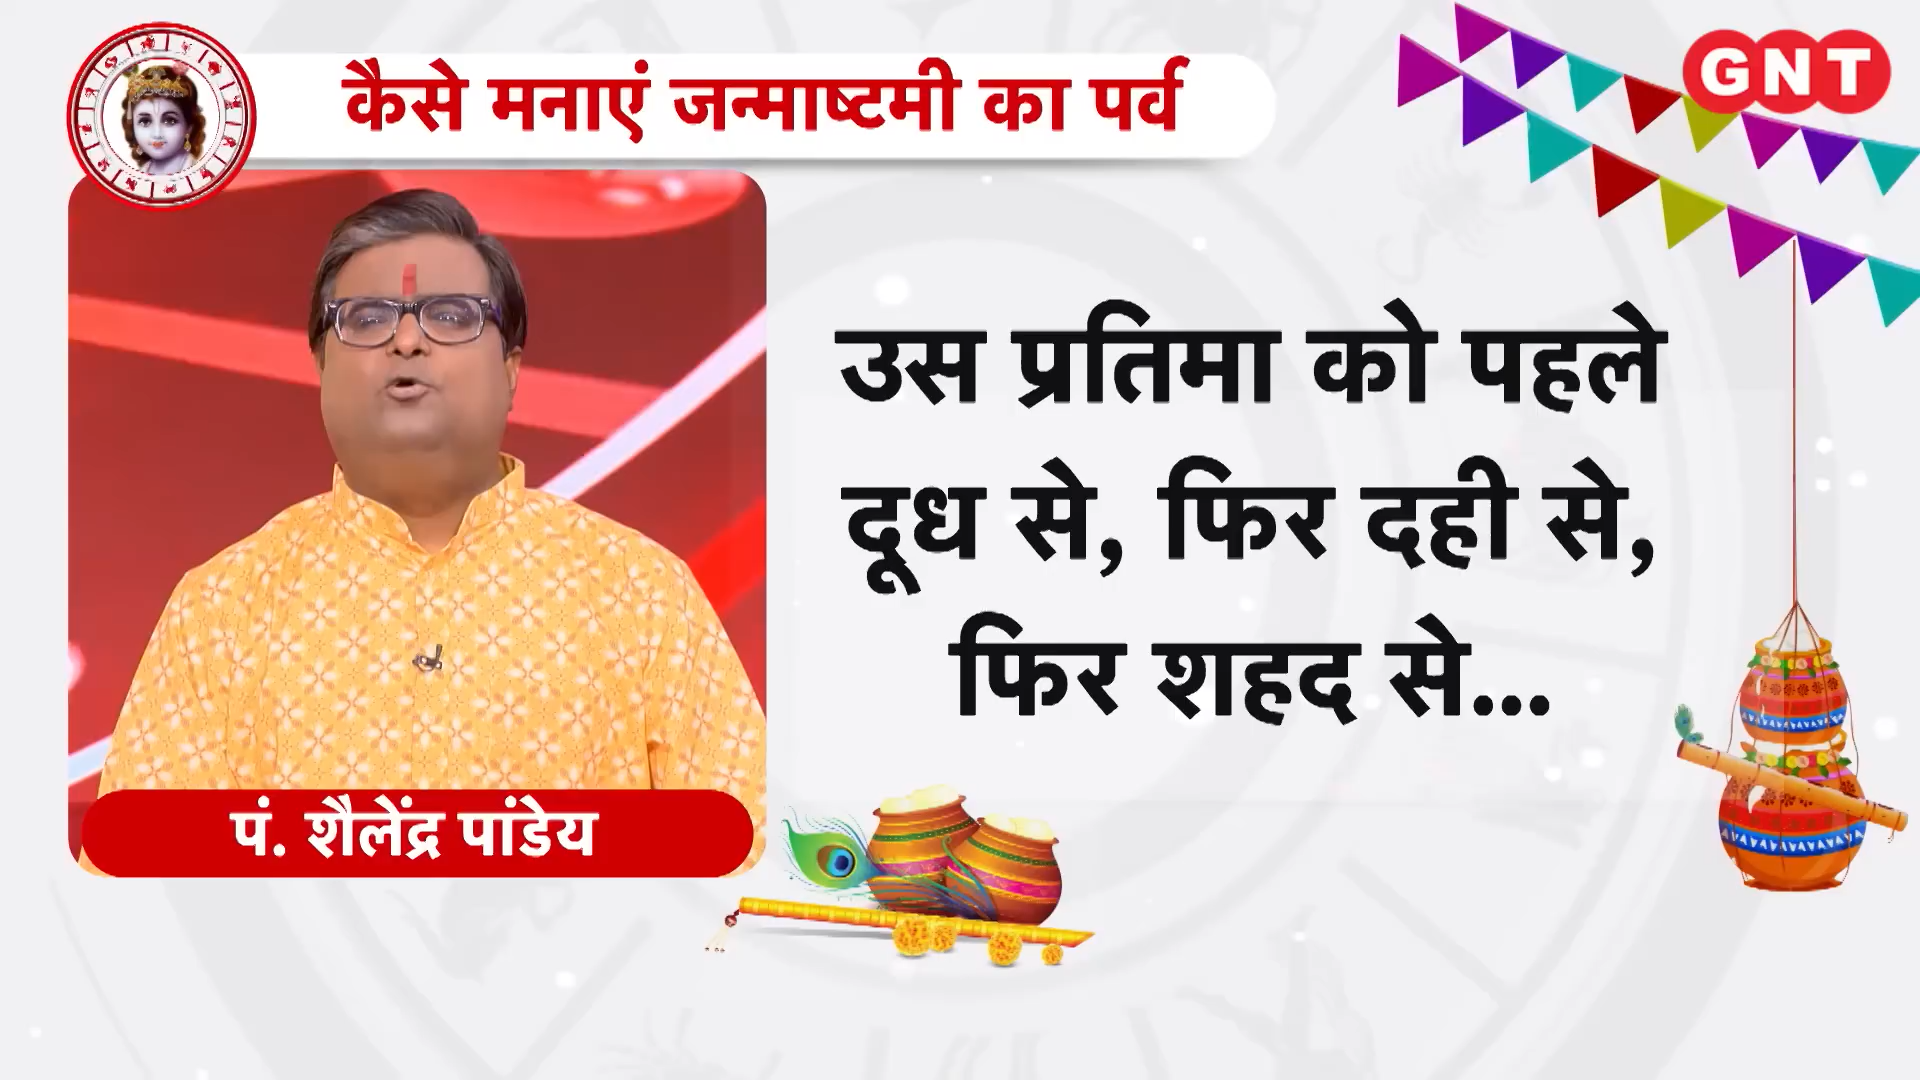 कैसे मनाएं जन्माष्टमी का पर्व
GNT
उस प्रतिमा को पहले
दूध से, फिर दही से,
फिर शहद से...
पं. शैलेंद्र पांडेय